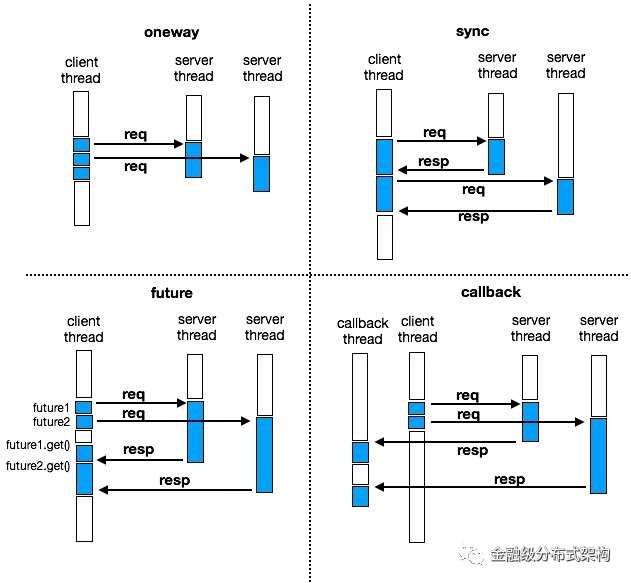 oneway
client
thread
server
thread
server
thread
req
req
sync
client
thread
server
thread
server
thread
req
resp
req
resp
future
client
thread
server
thread
server
thread
future1
req
future2
req
future1.get()
resp
future2.get()
resp
callback
callback
thread
client
thread
server
thread
server
thread
req
req
resp
resp
金融级分布式架构